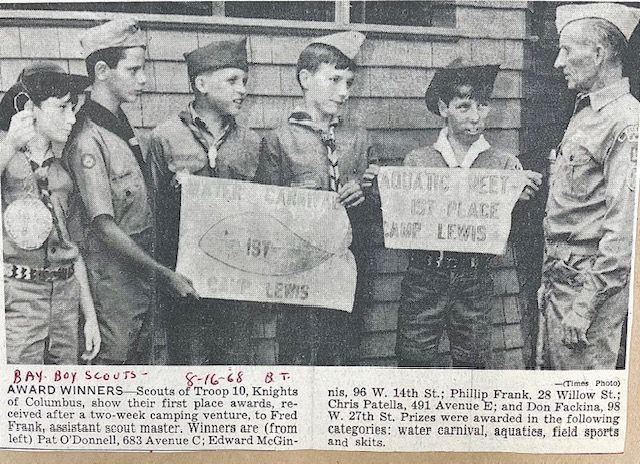 WATER CARNIVAL
1ST
CAMP LEWIS
AQUATIC MEET-
1ST PLACE
CAMP LEWIS
BAY. BOY SCOUTS- 8-16-68 B.T.
—(Times Photo)
AWARD WINNERS—Scouts of Troop 10, Knights
of Columbus, show their first place awards, re-
ceived after a two-week camping venture, to Fred
Frank, assistant scout master. Winners are (from
left) Pat O'Donnell, 683 Avenue C; Edward McGin-
nis, 96 W. 14th St.; Phillip Frank, 28 Willow St.;
Chris Patella, 491 Avenue E; and Don Fackina, 98
W. 27th St. Prizes were awarded in the following
categories: water carnival, aquatics, field sports
and skits.